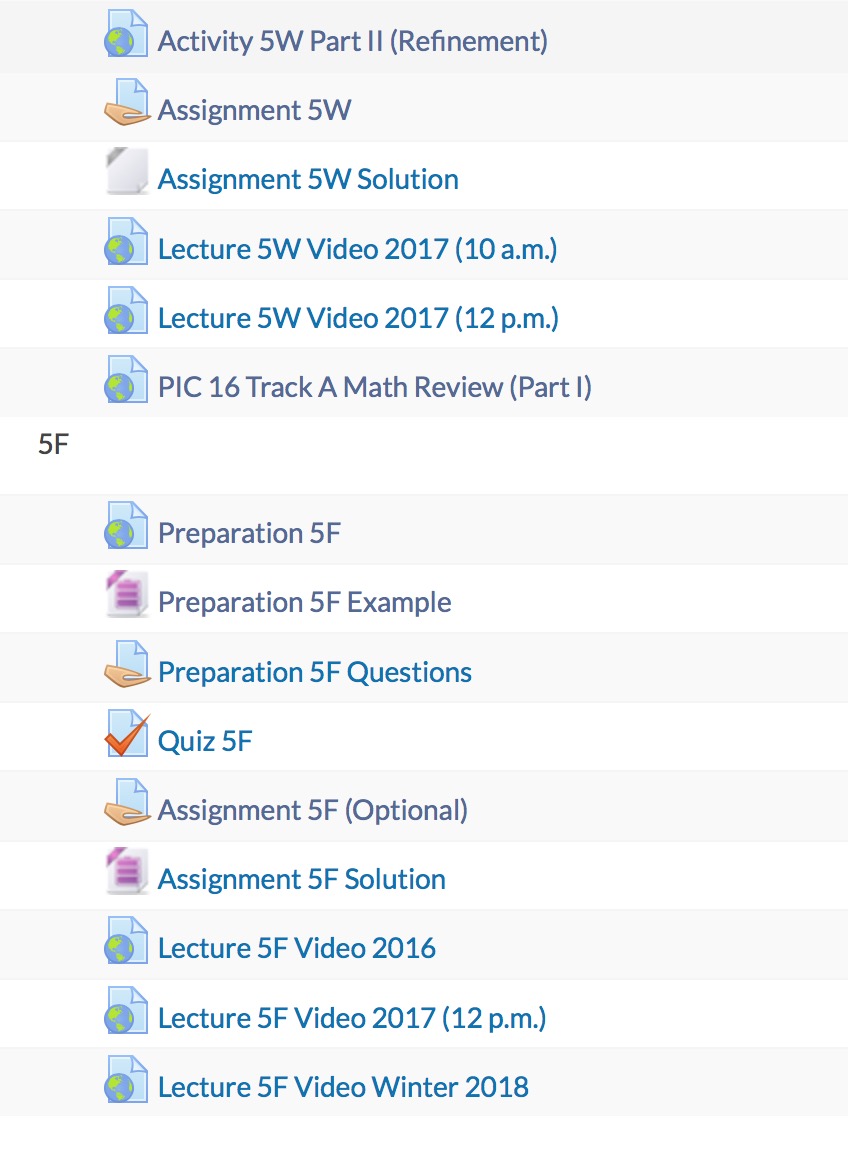 Activity 5W Part II (Refinement)
Assignment 5W
Assignment 5W Solution
Lecture 5W Video 2017 (10 a.m.)
Lecture 5W Video 2017 (12 p.m.)
PIC 16 Track A Math Review (Part I)
5F
Preparation 5F
Preparation 5F Example
Preparation 5F Questions
Quiz 5F
Assignment 5F (Optional)
Assignment 5F Solution
Lecture 5F Video 2016
Lecture 5F Video 2017 (12 p.m.)
Lecture 5F Video Winter 2018